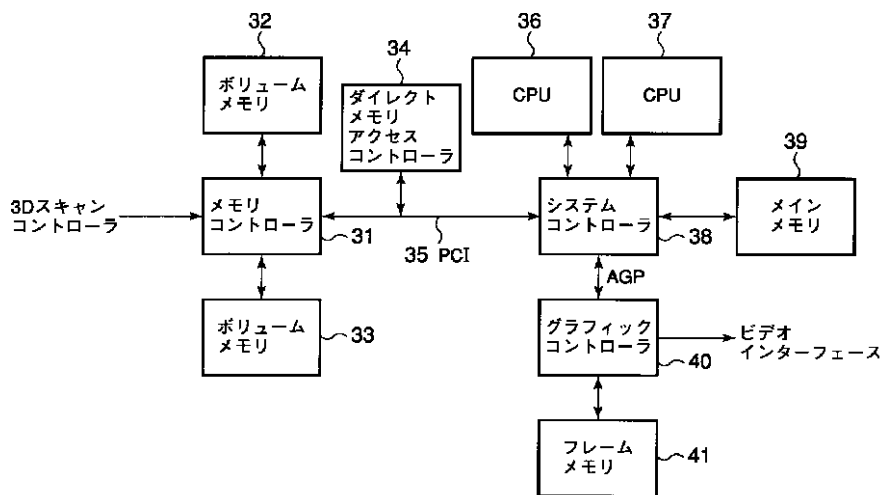 32
ボリューム
メモリ
34
ダイレクト
メモリ
アクセス
コントローラ
36
CPU
37
CPU
3Dスキャン
コントローラ
メモリ
コントローラ
31
35 PCI
システム
コントローラ
38
39
メイン
メモリ
AGP
ボリューム
メモリ
33
グラフィック
コントローラ
40
ビデオ
インターフェース
フレーム
メモリ
41